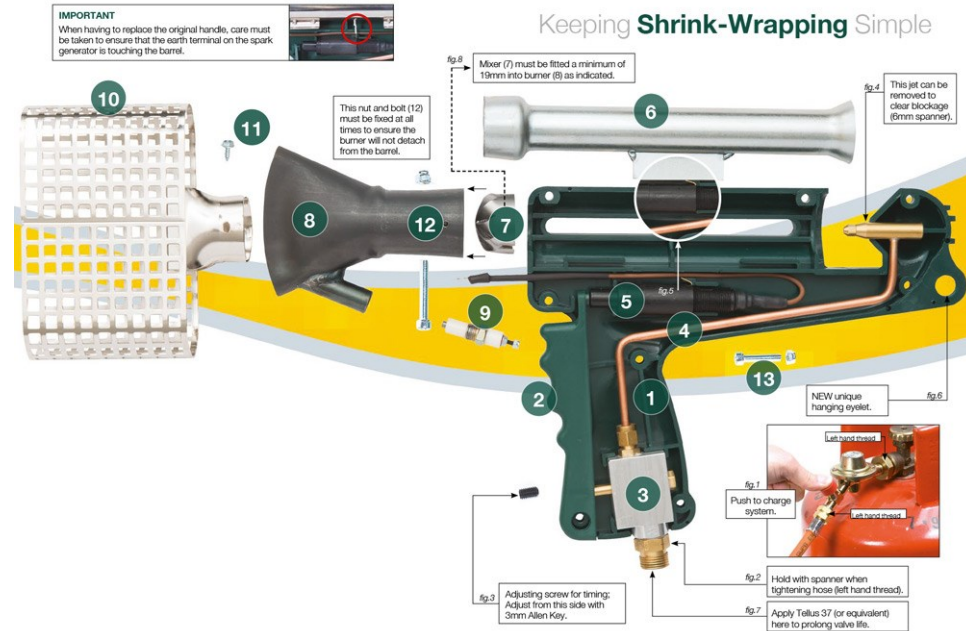 IMPORTANT
When having to replace the original handle, care must
be taken to ensure that the earth terminal on the spark
generator is touching the barrel.
Keeping Shrink-Wrapping Simple
fig.8
Mixer (7) must be fitted a minimum of
19mm into burner (8) as indicated.
10
11
This nut and bolt (12)
must be fixed at all
times to ensure the
burner will not detach
from the barrel.
6
fig.4
This jet can be
removed to
clear blockage
(6mm spanner).
8
12
7
fig.5
5
9
4
2
1
13
NEW unique
hanging eyelet.
fig.6
3
fig.1
Push to charge
system.
Left hand thread
Left hand thread
fig.3
Adjusting screw for timing;
Adjust from this side with
3mm Allen Key.
fig.2
Hold with spanner when
tightening hose (left hand thread).
fig.7
Apply Tellus 37 (or equivalent)
here to prolong valve life.